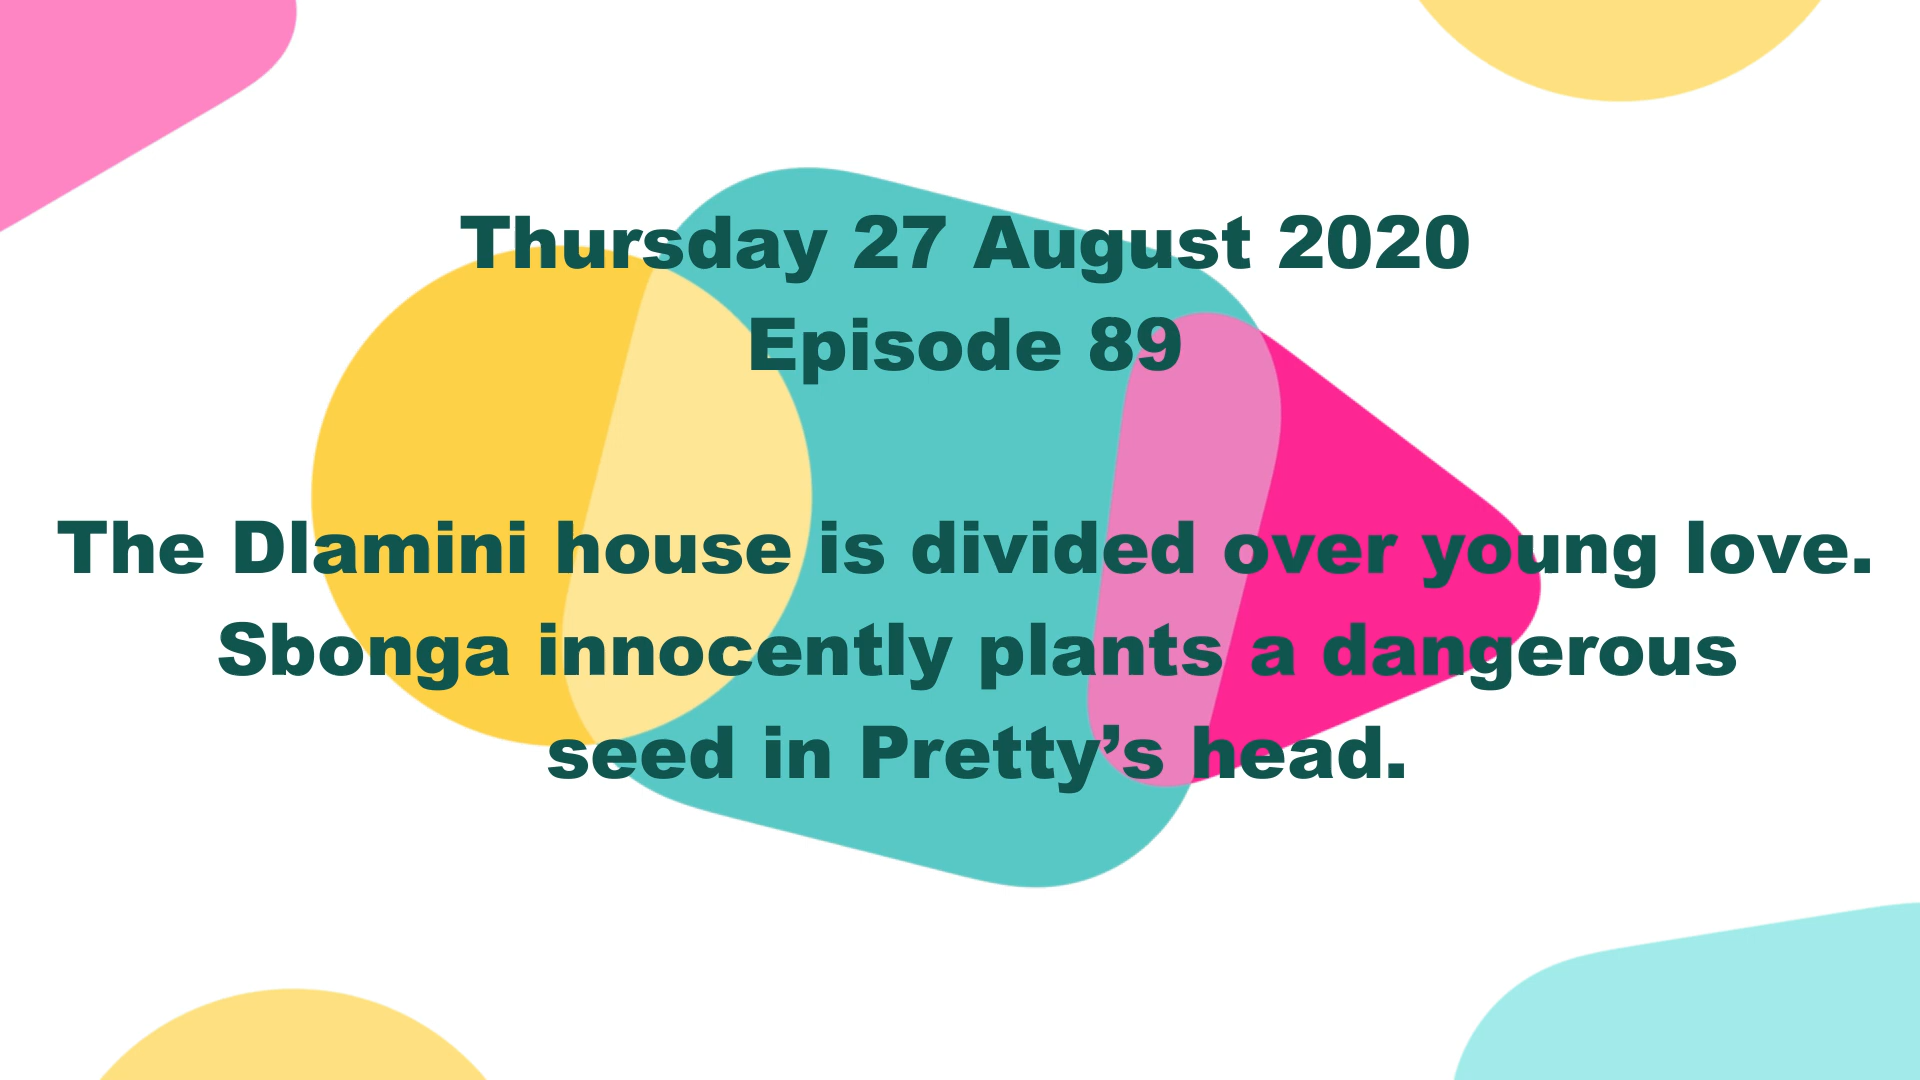 Thursday 27 August 2020
Episode 89
The Dlamini house is divided over young love.
Sbonga innocently plants a dangerous
seed in Pretty’s head.